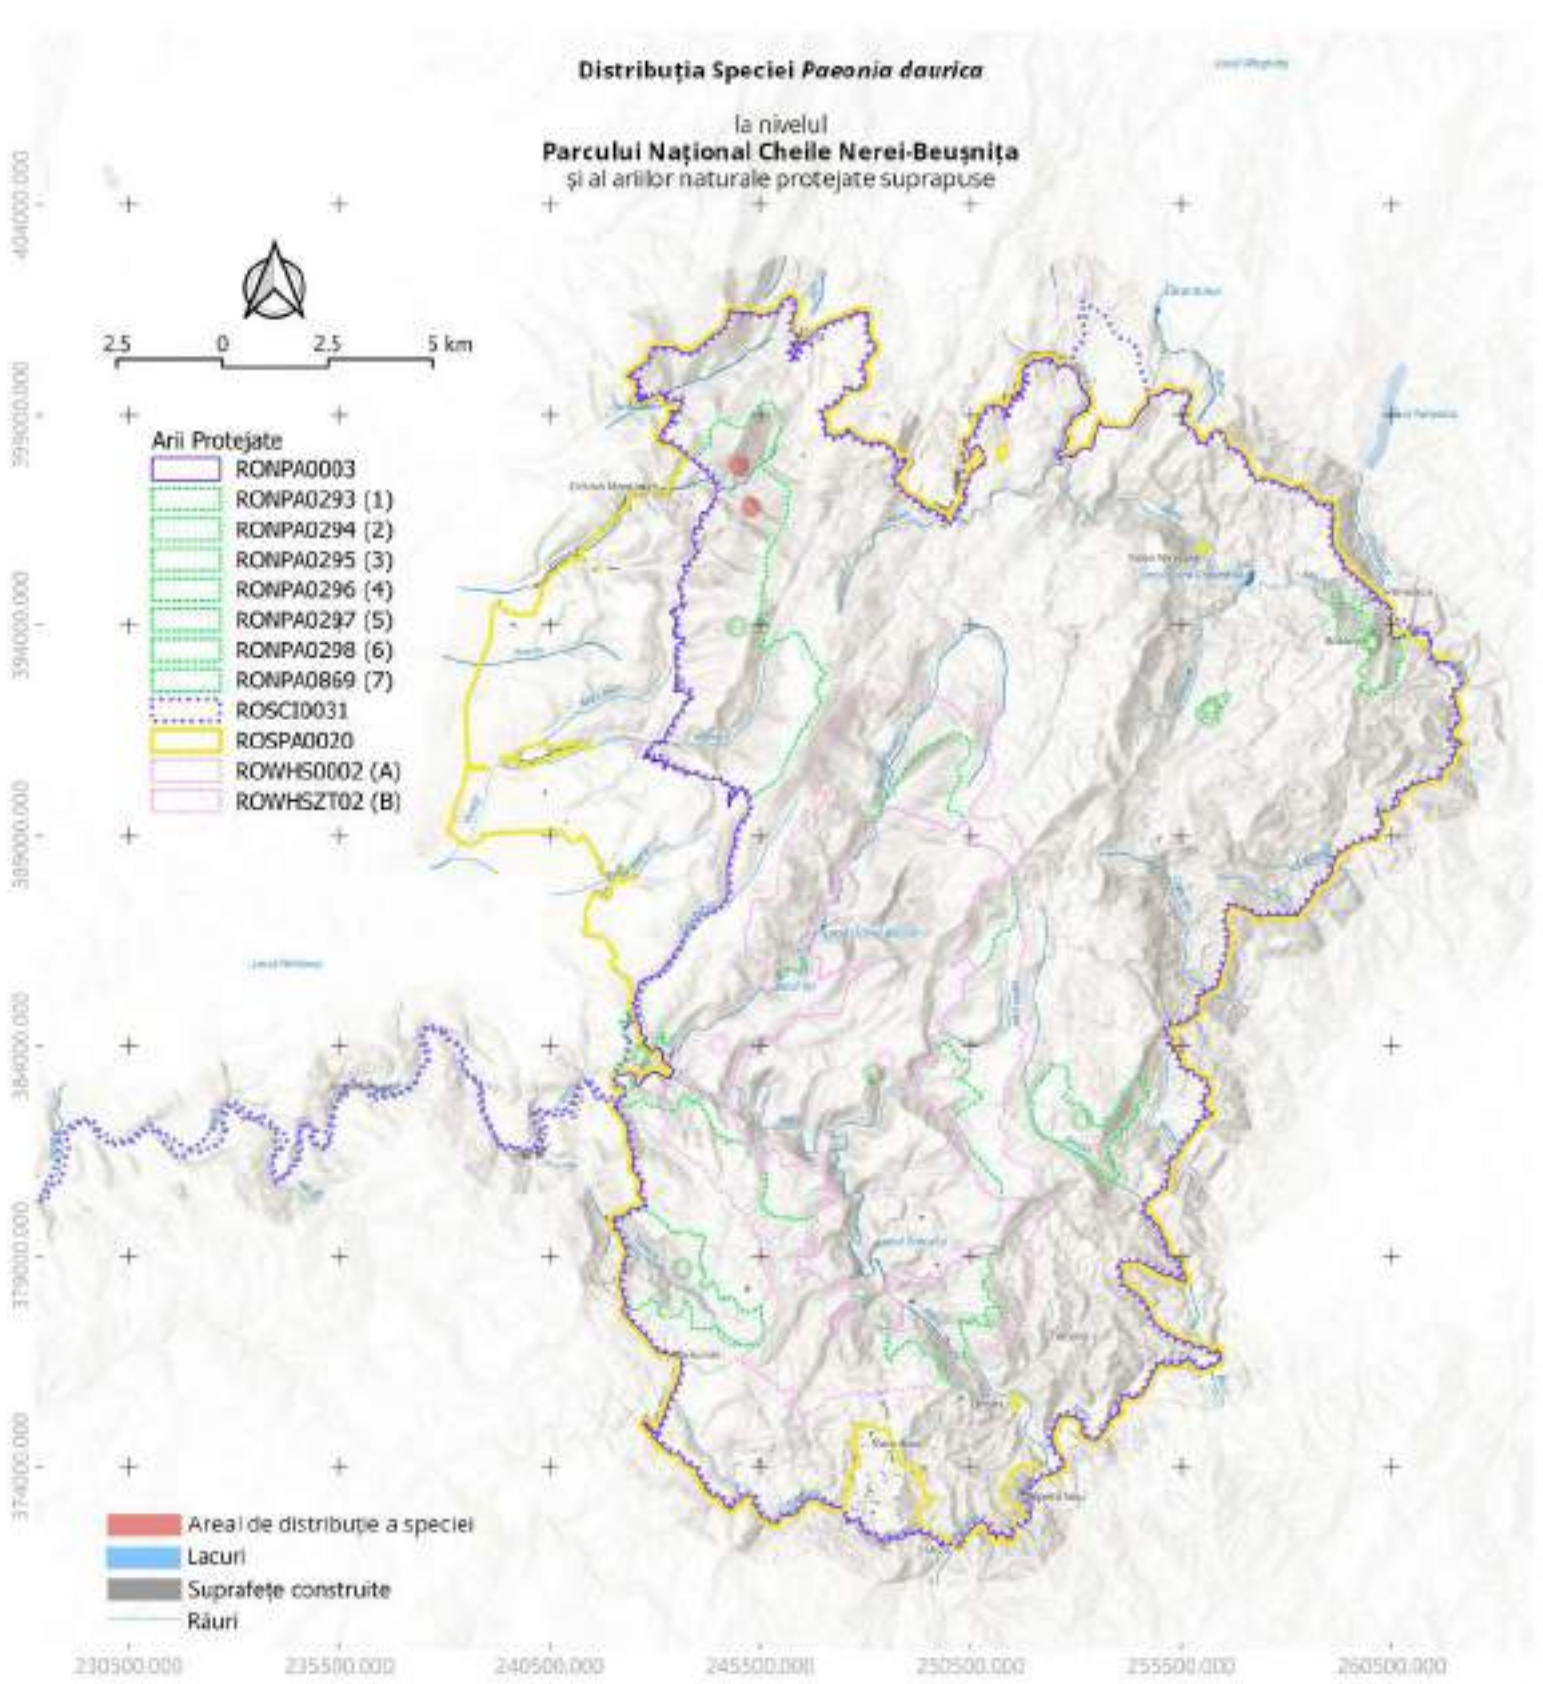 Distribuția Speciei Paeonia daurica
la nivelul
Parcului Național Cheile Nerei-Beușnița
și al ariilor naturale protejate suprapuse
404000.000
399000.000
394000.000
389000.000
384000.000
379000.000
374000.000
2.5 0 2.5 5 km
Arii Protejate
RONPA0003
RONPA0293 (1)
RONPA0294 (2)
RONPA0295 (3)
RONPA0296 (4)
RONPA0297 (5)
RONPA0298 (6)
RONPA0869 (7)
ROSCI0031
ROSPA0020
ROWHS0002 (A)
ROWHSZT02 (B)
Areal de distribuție a speciei
Lacuri
Suprafețe construite
Râuri
230500.000 235500.000 240500.000 245500.000 250500.000 255500.000 260500.000